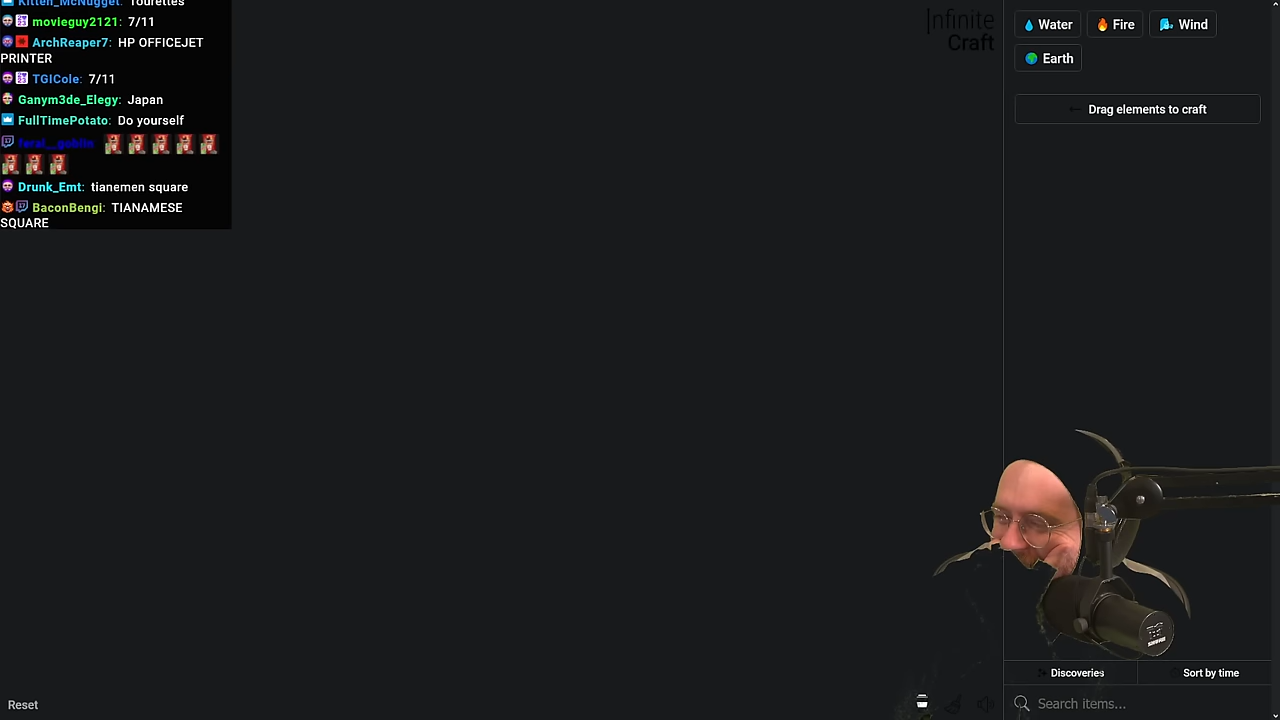 Kitten_McNugget: Tourettes
movieguy2121: 7/11
ArchReaper7: HP OFFICEJET
PRINTER
TGICole: 7/11
Ganym3de_Elegy: Japan
FullTimePotato: Do yourself
feral__goblin
Drunk_Emt: tianemen square
BaconBengi: TIANAMESE
SQUARE
Infinite
Craft
Water
Fire
Wind
Earth
← Drag elements to craft
Discoveries
Sort by time
Search items...
Reset